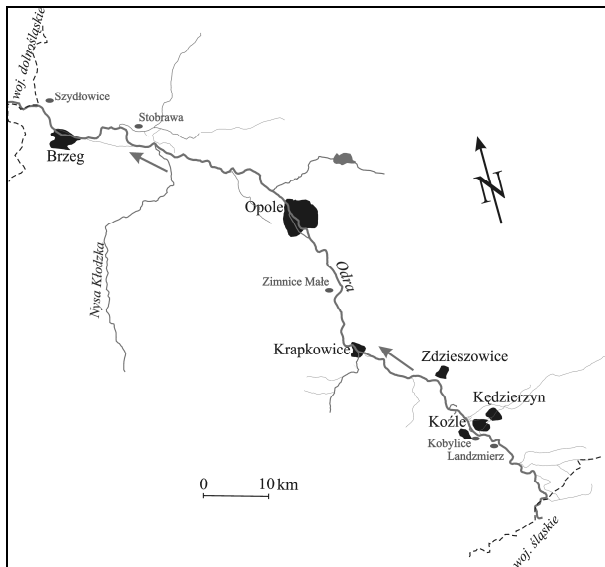 woj. dolnośląskie
Szydłowice
Stobrawa
Brzeg
N
Opole
Nysa Kłodzka
Odra
Zimnice Małe
Krapkowice
Zdzieszowice
Kędzierzyn
Koźle
Kobylice
Landzmierz
0 10 km
woj. śląskie